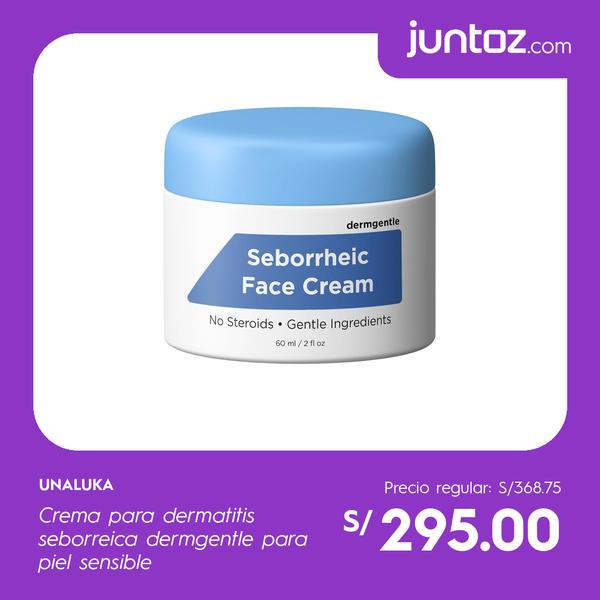 juntoz.com
dermgentle
Seborrheic
Face Cream
No Steroids • Gentle Ingredients
60 ml / 2 fl oz
UNALUKA
Crema para dermatitis
seborreica dermgentle para
piel sensible
Precio regular: S/368.75
S/295.00